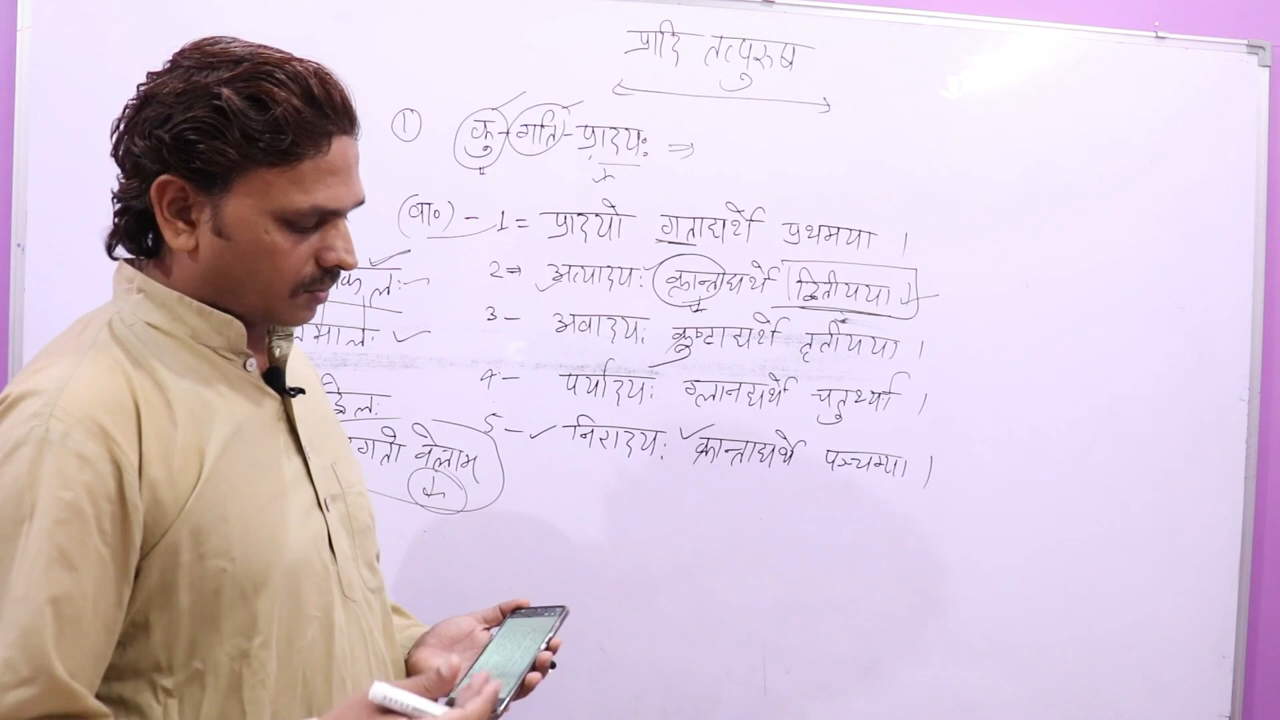 प्रादि तत्पुरुष
① कु-गति-प्रादयः ⇒
(वा०) - 1= प्रादयो गताद्यर्थे प्रथमया ।
2⇒ अत्यादयः क्रान्ताद्यर्थे द्वितीयया
3- अवादयः क्रुष्टाद्यर्थे तृतीयया ।
4- पर्यादयः ग्लानद्यर्थे चतुर्थ्या ।
5- निरादयः क्रान्ताद्यर्थे पञ्चम्या ।
वेलाम्